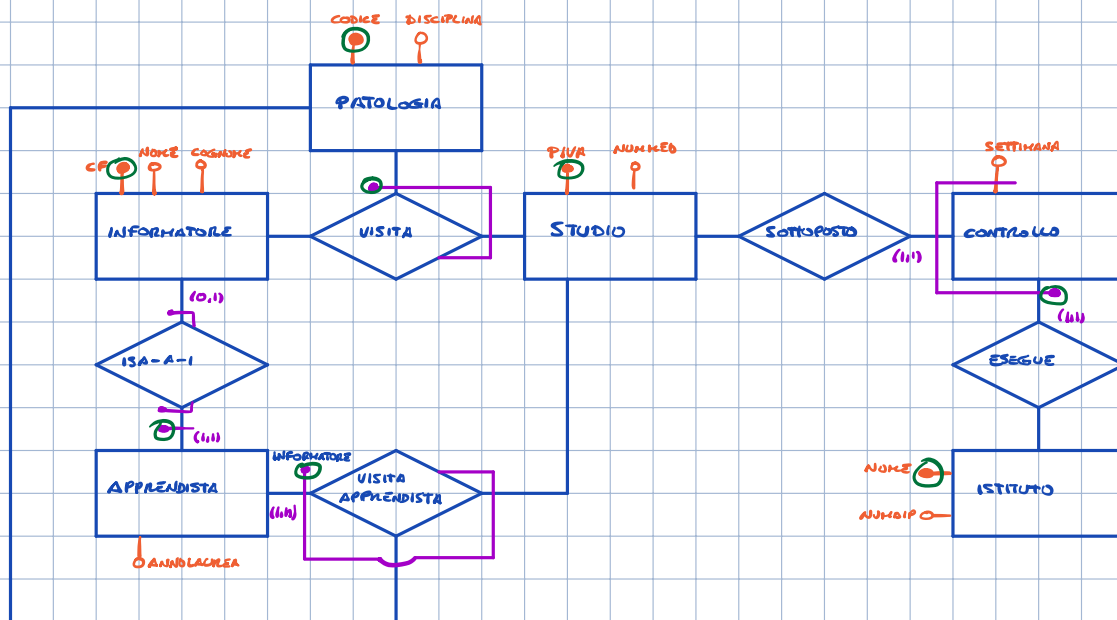 CODICE DISCIPLINA
PATOLOGIA
CF NOME COGNOME
PIVA NUMMED
SETTIMANA
INFORMATORE
VISITA
STUDIO
SOTTOPOSTO
(1,1)
CONTROLLO
(0,1)
(1,1)
ISA-A-1
ESEGUE
(1,1)
INFORMATORE
APPRENDISTA
(1,N)
VISITA
APPRENDISTA
NOME
ISTITUTO
NUMDIP
ANNOLAUREA